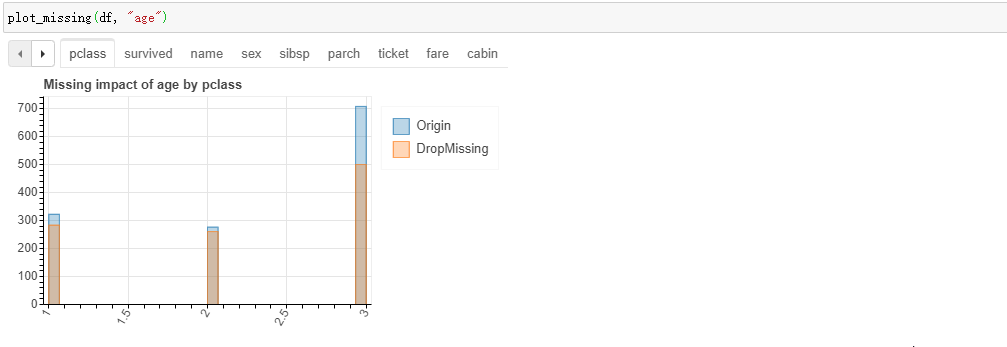 plot_missing(df, "age")
pclass survived name sex sibsp parch ticket fare cabin
Missing impact of age by pclass
700
600
500
400
300
200
100
0
1 1.5 2 2.5 3
Origin
DropMissing